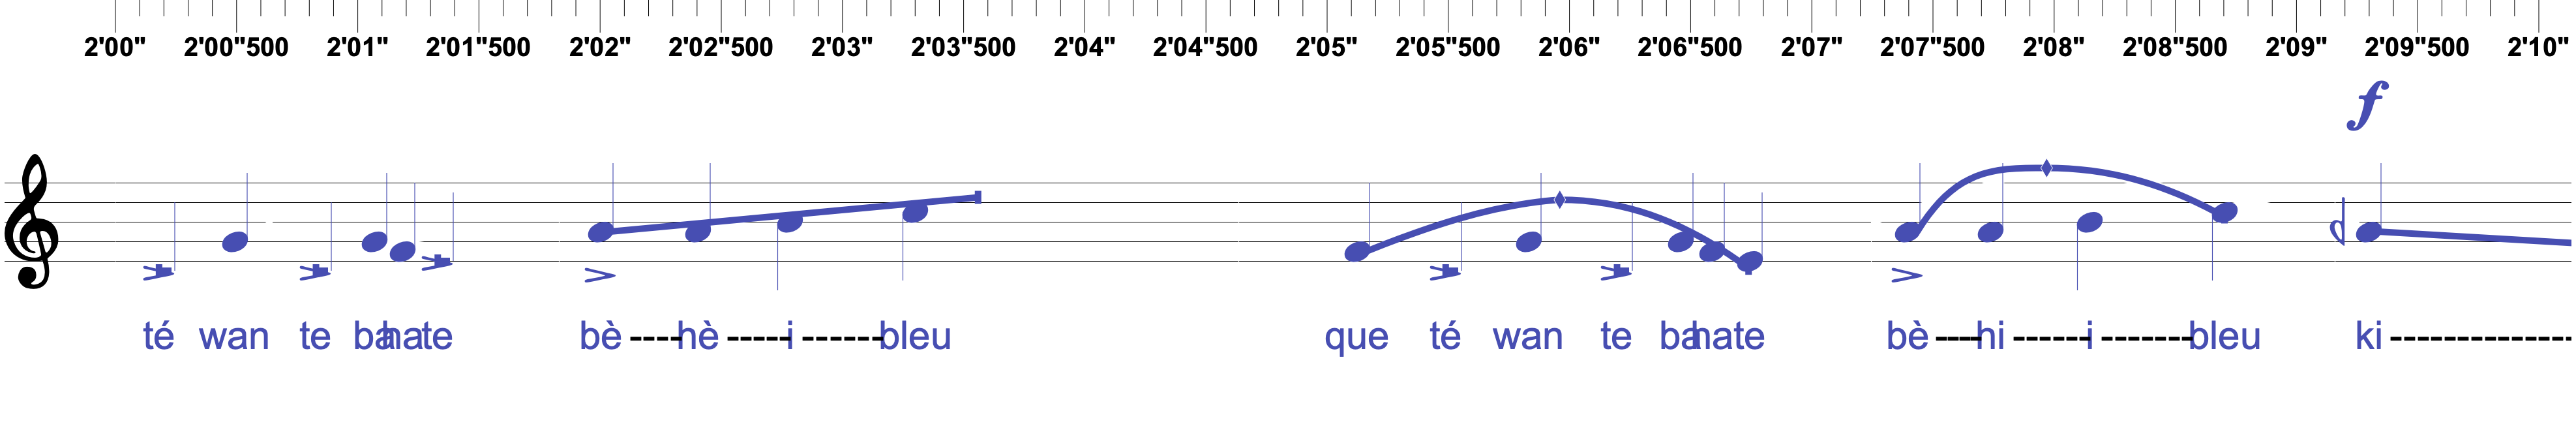 2'00" 2'00"500 2'01" 2'01"500 2'02" 2'02"500 2'03" 2'03"500 2'04" 2'04"500 2'05" 2'05"500 2'06" 2'06"500 2'07" 2'07"500 2'08" 2'08"500 2'09" 2'09"500 2'10"
f
té wan te ba hate bè ----hè -----i ------bleu que té wan te ba hate bè ----hi ------i -------bleu ki --------------